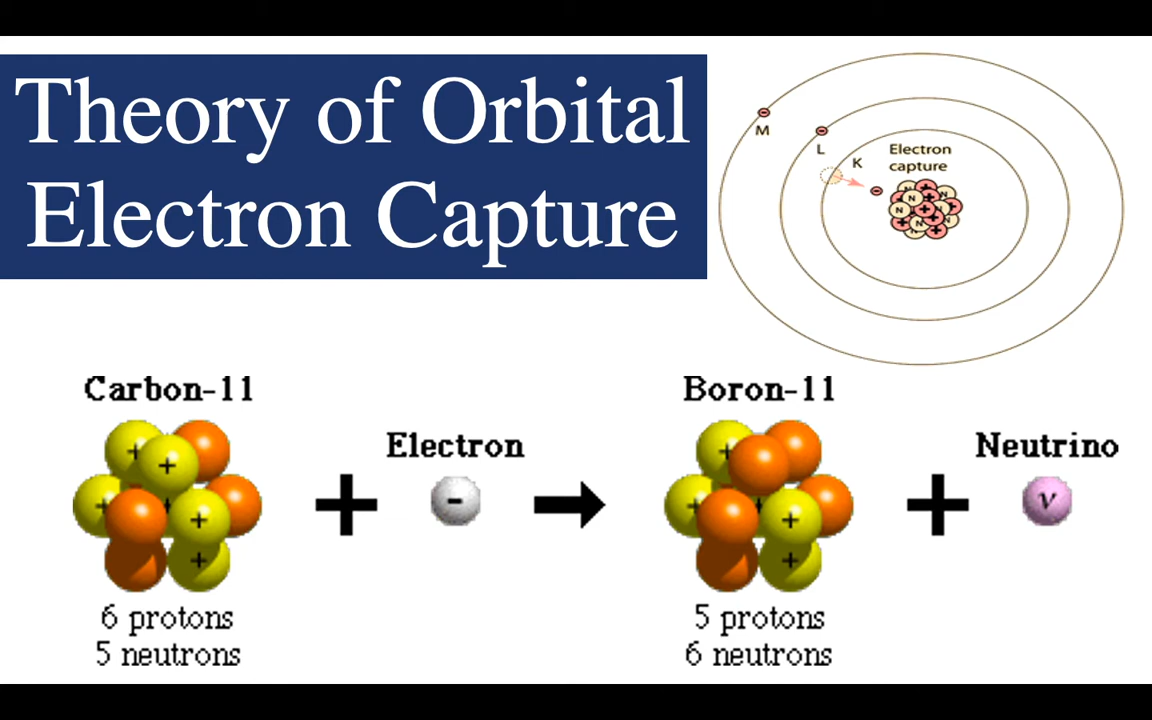 Theory of Orbital
Electron Capture
M
L
K
Electron
capture
N
N
N
N
N
N
Carbon-11
+
+
+
+
+
+
Electron
-
Boron-11
+
+
+
+
+
Neutrino
ν
6 protons
5 neutrons
5 protons
6 neutrons